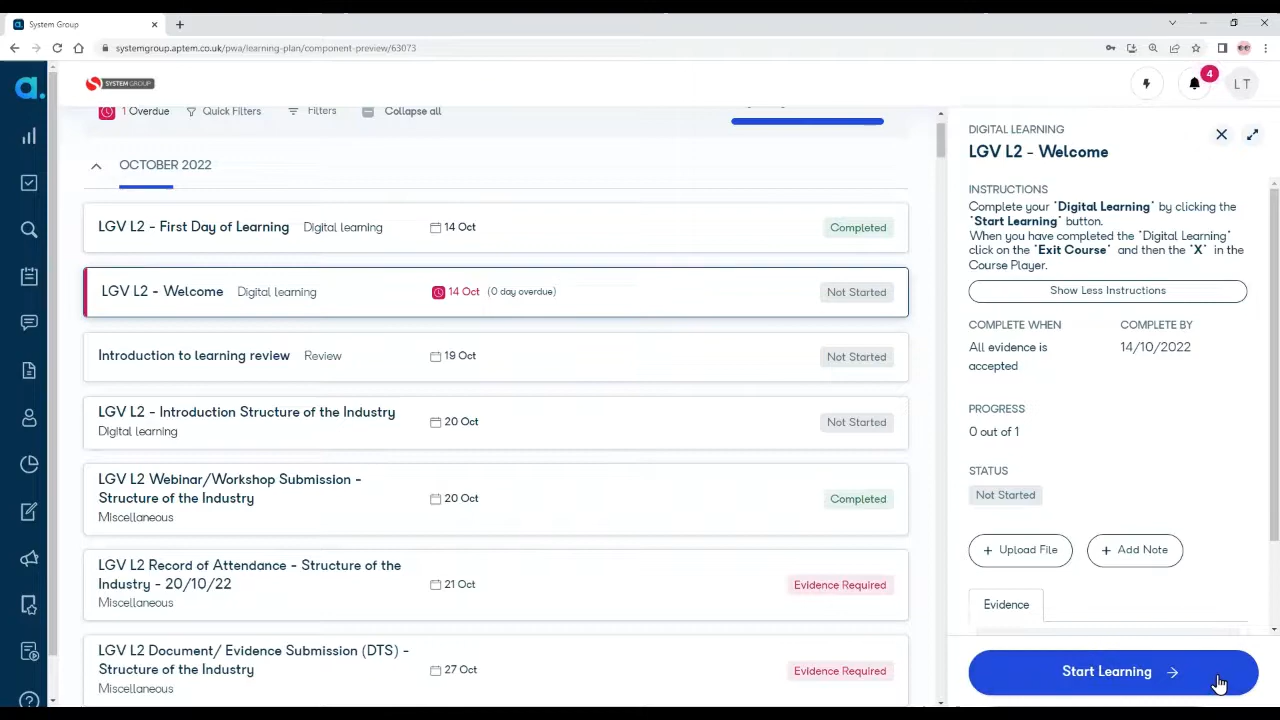 System Group
systemgroup.aptem.co.uk/pwa/learning-plan/component-preview/63073
a.
SYSTEM GROUP
4
LT
1 Overdue
Quick Filters
Filters
Collapse all
OCTOBER 2022
LGV L2 - First Day of Learning
Digital learning
14 Oct
Completed
LGV L2 - Welcome
Digital learning
14 Oct
(0 day overdue)
Not Started
Introduction to learning review
Review
19 Oct
Not Started
LGV L2 - Introduction Structure of the Industry
Digital learning
20 Oct
Not Started
LGV L2 Webinar/Workshop Submission -
Structure of the Industry
Miscellaneous
20 Oct
Completed
LGV L2 Record of Attendance - Structure of the
Industry - 20/10/22
Miscellaneous
21 Oct
Evidence Required
LGV L2 Document/ Evidence Submission (DTS) -
Structure of the Industry
Miscellaneous
27 Oct
Evidence Required
DIGITAL LEARNING
LGV L2 - Welcome
INSTRUCTIONS
Complete your "Digital Learning" by clicking the
"Start Learning" button.
When you have completed the "Digital Learning"
click on the "Exit Course" and then the "X" in the
Course Player.
Show Less Instructions
COMPLETE WHEN
All evidence is
accepted
COMPLETE BY
14/10/2022
PROGRESS
0 out of 1
STATUS
Not Started
+ Upload File
+ Add Note
Evidence
Start Learning